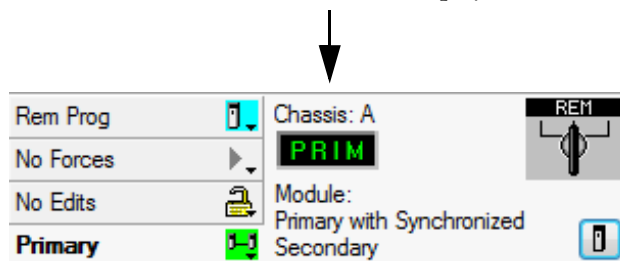 Rem Prog
No Forces
No Edits
Primary
Chassis: A
PRIM
Module:
Primary with Synchronized
Secondary
REM